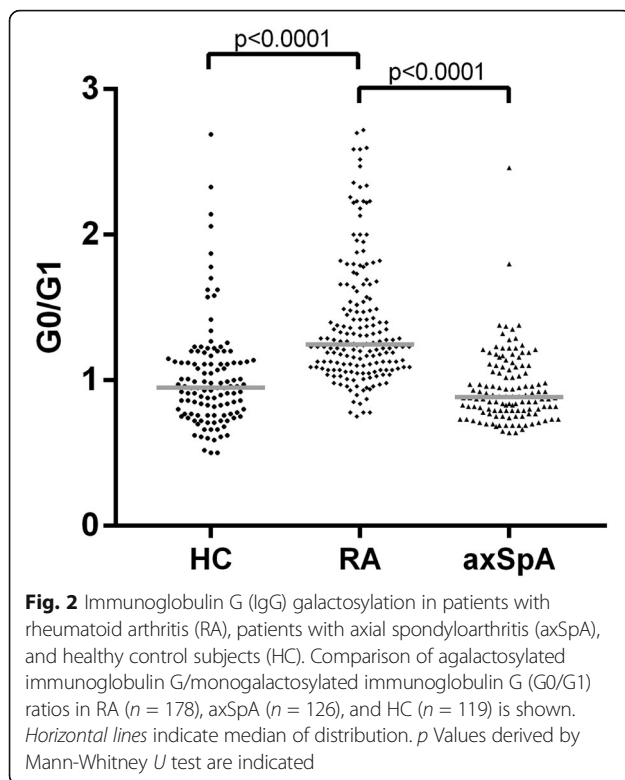 p<0.0001
p<0.0001
3
2
1
0
G0/G1
HC RA axSpA
Fig. 2 Immunoglobulin G (IgG) galactosylation in patients with
rheumatoid arthritis (RA), patients with axial spondyloarthritis (axSpA),
and healthy control subjects (HC). Comparison of agalactosylated
immunoglobulin G/monogalactosylated immunoglobulin G (G0/G1)
ratios in RA (n = 178), axSpA (n = 126), and HC (n = 119) is shown.
Horizontal lines indicate median of distribution. p Values derived by
Mann-Whitney U test are indicated